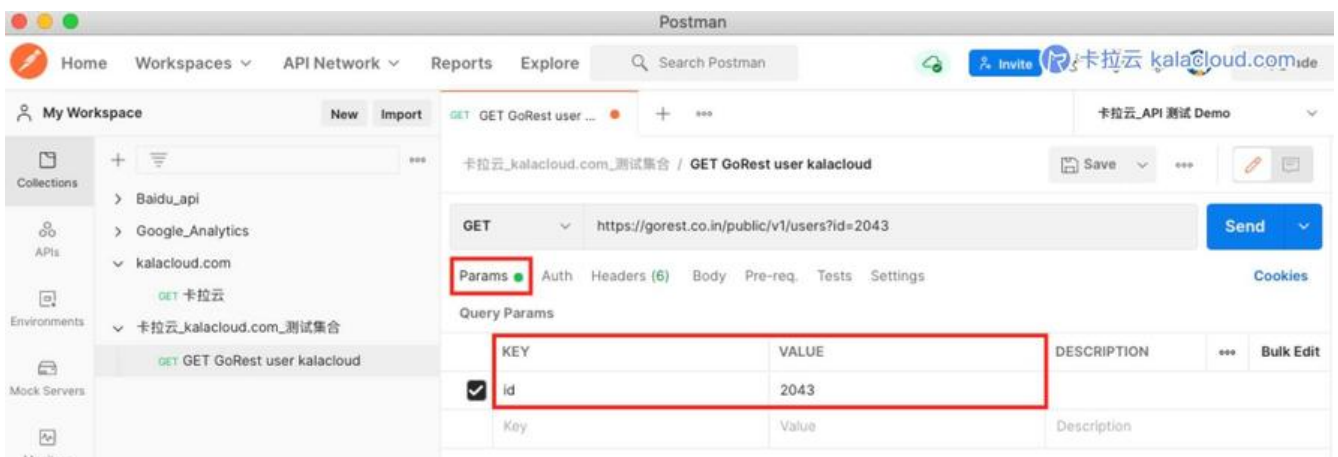 Postman
Home Workspaces API Network Reports Explore Search Postman Invite 卡拉云 kalacloud.com
My Workspace New Import GET GET GoRest user ... 卡拉云_API 测试 Demo
Collections
APIs
Environments
Mock Servers
Baidu_api
Google_Analytics
kalacloud.com
GET 卡拉云
卡拉云_kalacloud.com_测试集合
GET GET GoRest user kalacloud
卡拉云_kalacloud.com_测试集合 / GET GoRest user kalacloud Save
GET https://gorest.co.in/public/v1/users?id=2043 Send
Params Auth Headers (6) Body Pre-req. Tests Settings Cookies
Query Params
KEY VALUE DESCRIPTION Bulk Edit
id 2043
Key Value Description